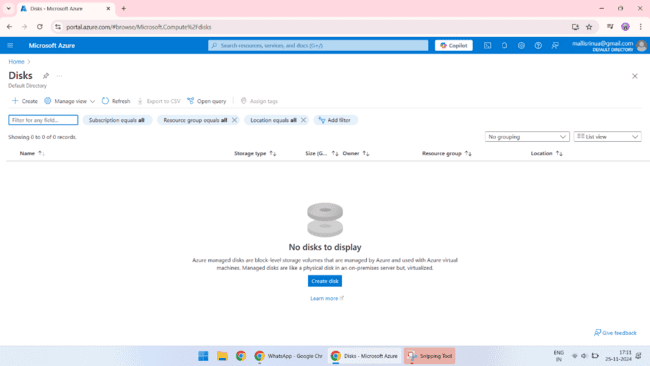 Disks - Microsoft Azure
portal.azure.com/#browse/Microsoft.Compute%2Fdisks
Microsoft Azure
Search resources, services, and docs (G+/)
Copilot
mallisrinua@gmail.com
DEFAULT DIRECTORY
Home >
Disks
Default Directory
Create
Manage view
Refresh
Export to CSV
Open query
Assign tags
Filter for any field...
Subscription equals all
Resource group equals all
Location equals all
Add filter
Showing 0 to 0 of 0 records.
No grouping
List view
Name
Storage type
Size (G...
Owner
Resource group
Location
No disks to display
Azure managed disks are block level storage volumes that are managed by Azure and used with Azure virtual
machines. Managed disks are like a physical disk in an on-premises server but, virtualized.
Create disk
Learn more
Give feedback
WhatsApp - Google Chr
Disks - Microsoft Azure
Snipping Tool
ENG
IN
17:13
25-11-2024